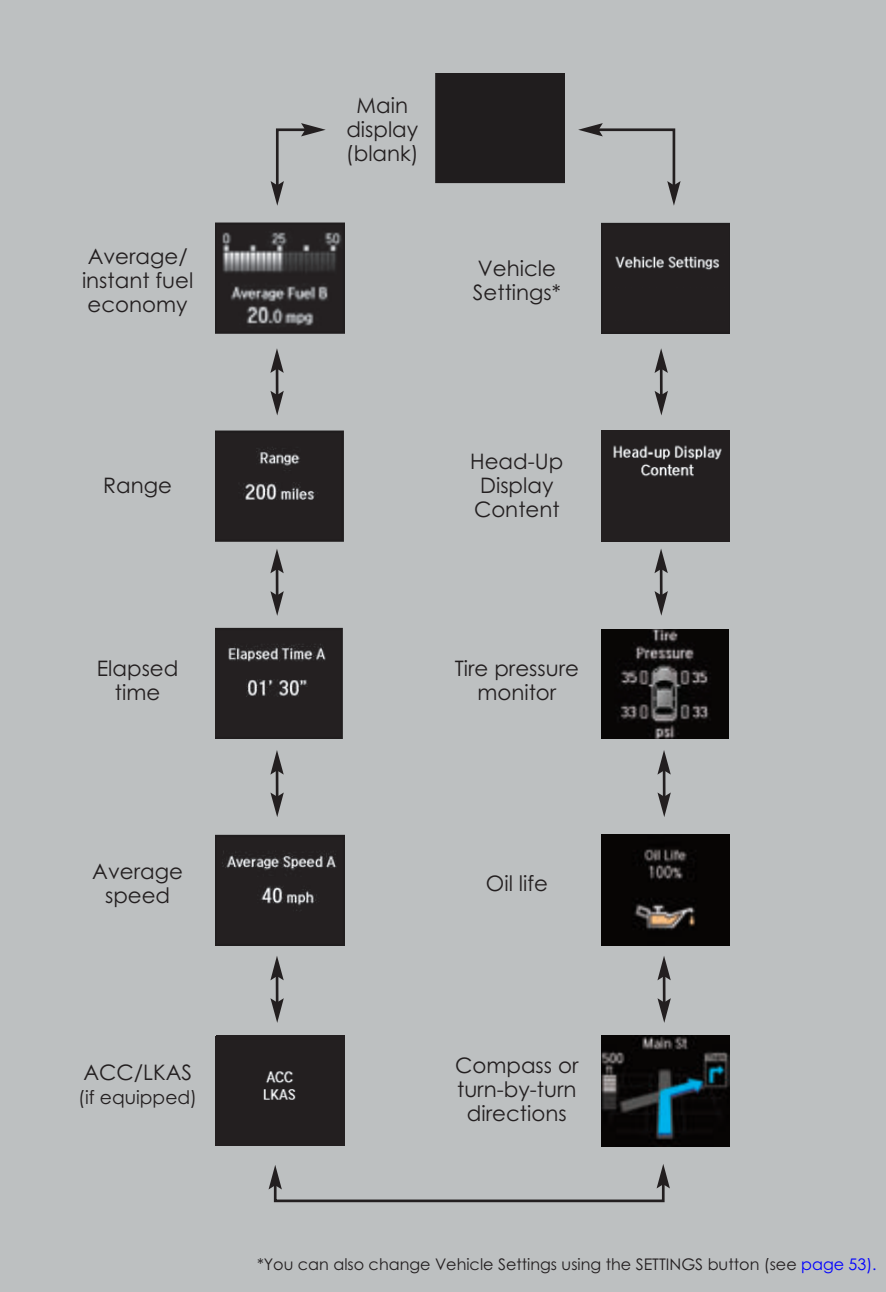 Main
display
(blank)
Average/
instant fuel
economy
0 25 50
Average Fuel B
20.0 mpg
Vehicle
Settings*
Vehicle Settings
Range
Range
200 miles
Head-Up
Display
Content
Head-up Display
Content
Elapsed
time
Elapsed Time A
01' 30"
Tire pressure
monitor
Tire
Pressure
35 35
33 33
psi
Average
speed
Average Speed A
40 mph
Oil life
Oil Life
100%
ACC/LKAS
(if equipped)
ACC
LKAS
Compass or
turn-by-turn
directions
Main St
500
ft
*You can also change Vehicle Settings using the SETTINGS button (see page 53).